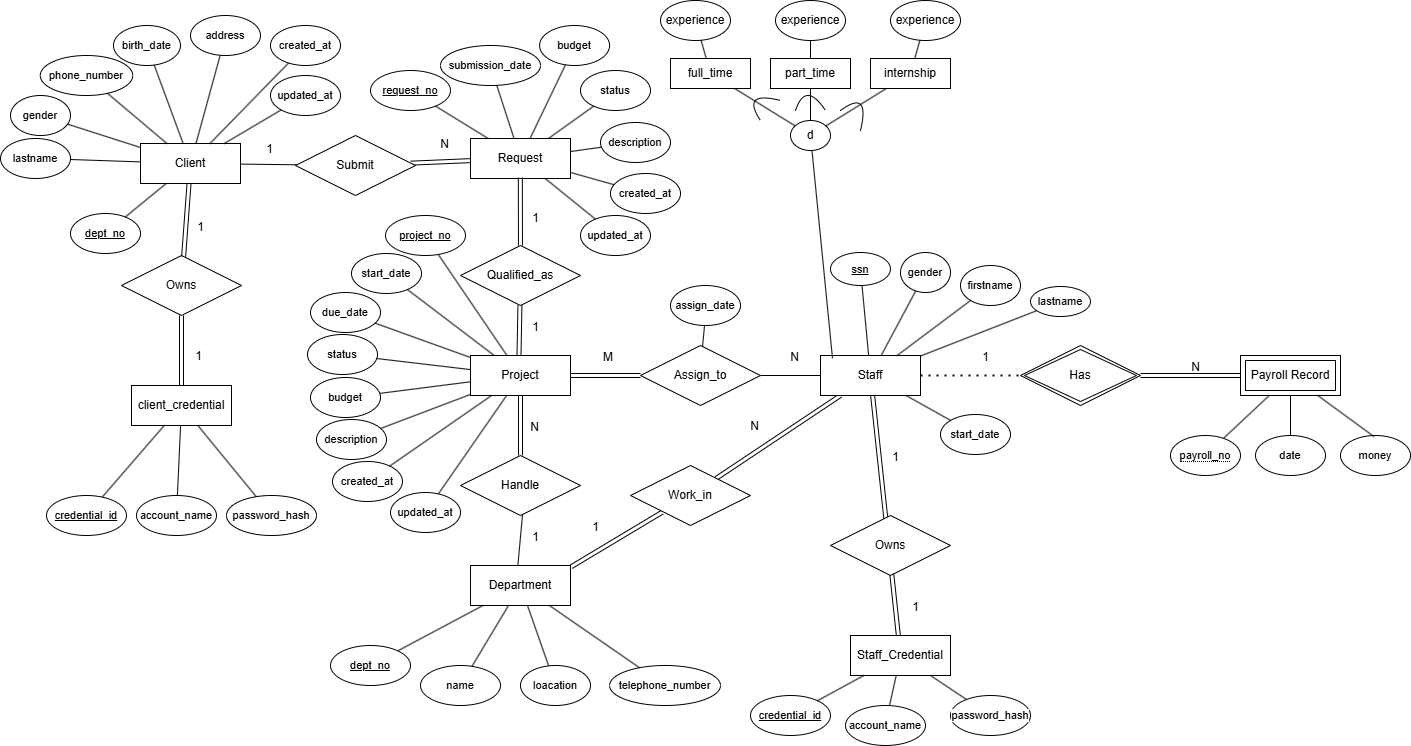 experience
experience
experience
birth_date
address
created_at
phone_number
submission_date
budget
full_time
part_time
internship
request_no
status
updated_at
gender
d
lastname
Client
1
Submit
N
Request
description
created_at
dept_no
1
project_no
1
updated_at
Owns
start_date
Qualified_as
ssn
gender
firstname
lastname
due_date
assign_date
1
status
1
M
N
1
N
Project
Assign_to
Staff
Has
Payroll Record
client_credential
budget
description
N
N
start_date
1
payroll_no
date
money
created_at
Handle
Work_in
credential_id
account_name
password_hash
updated_at
1
1
Owns
Department
1
dept_no
name
loacation
telephone_number
Staff_Credential
credential_id
account_name
password_hash